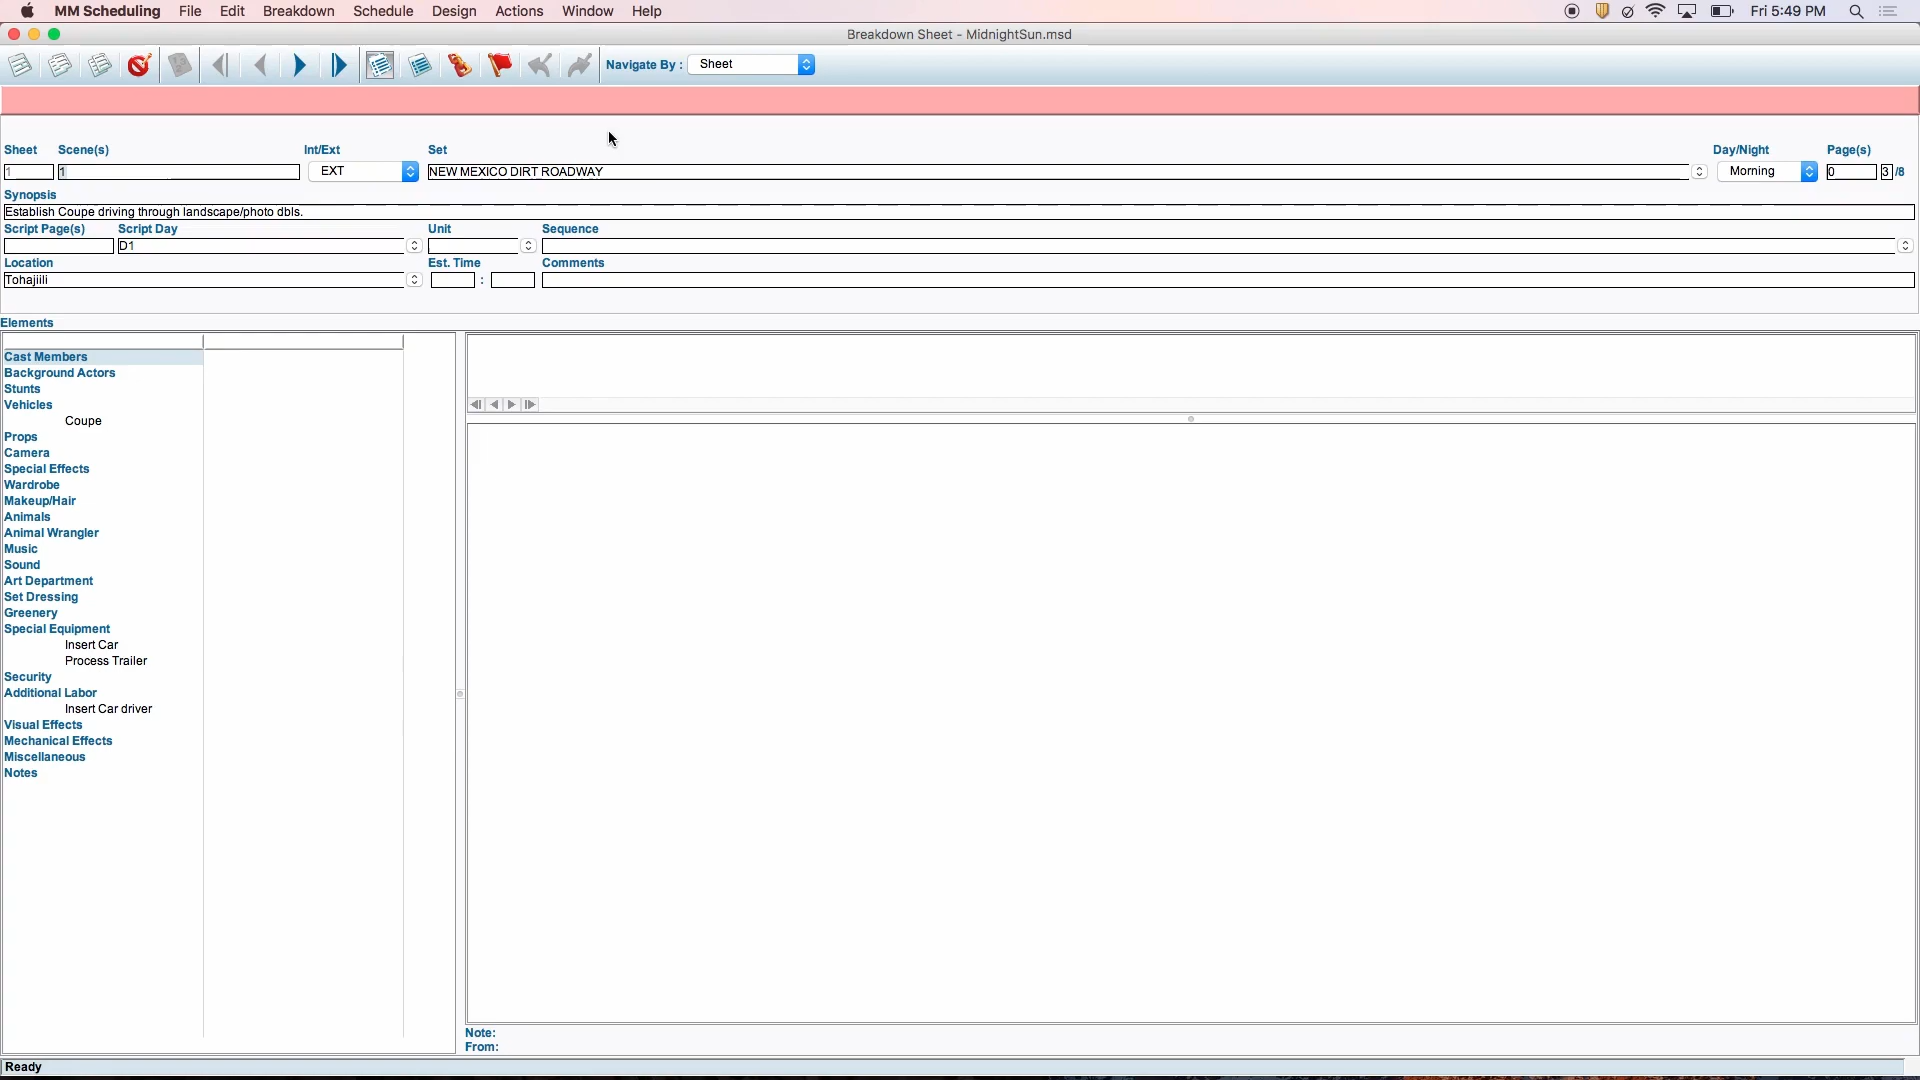 MM Scheduling File Edit Breakdown Schedule Design Actions Window Help Fri 5:49 PM
Breakdown Sheet - MidnightSun.msd
Navigate By : Sheet
Sheet Scene(s) Int/Ext Set Day/Night Page(s)
1 1 EXT NEW MEXICO DIRT ROADWAY Morning 0 3 /8
Synopsis
Establish Coupe driving through landscape/photo dbls.
Script Page(s) Script Day Unit Sequence
D1
Location Est. Time Comments
Tohajiili :
Elements
Cast Members
Background Actors
Stunts
Vehicles
Coupe
Props
Camera
Special Effects
Wardrobe
Makeup/Hair
Animals
Animal Wrangler
Music
Sound
Art Department
Set Dressing
Greenery
Special Equipment
Insert Car
Process Trailer
Security
Additional Labor
Insert Car driver
Visual Effects
Mechanical Effects
Miscellaneous
Notes
Note:
From:
Ready